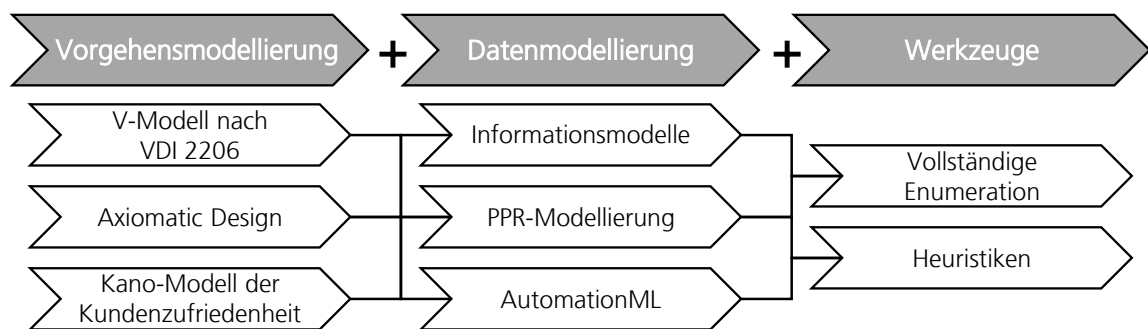 Vorgehensmodellierung + Datenmodellierung + Werkzeuge
V-Modell nach
VDI 2206
Axiomatic Design
Kano-Modell der
Kundenzufriedenheit
Informationsmodelle
PPR-Modellierung
AutomationML
Vollständige
Enumeration
Heuristiken